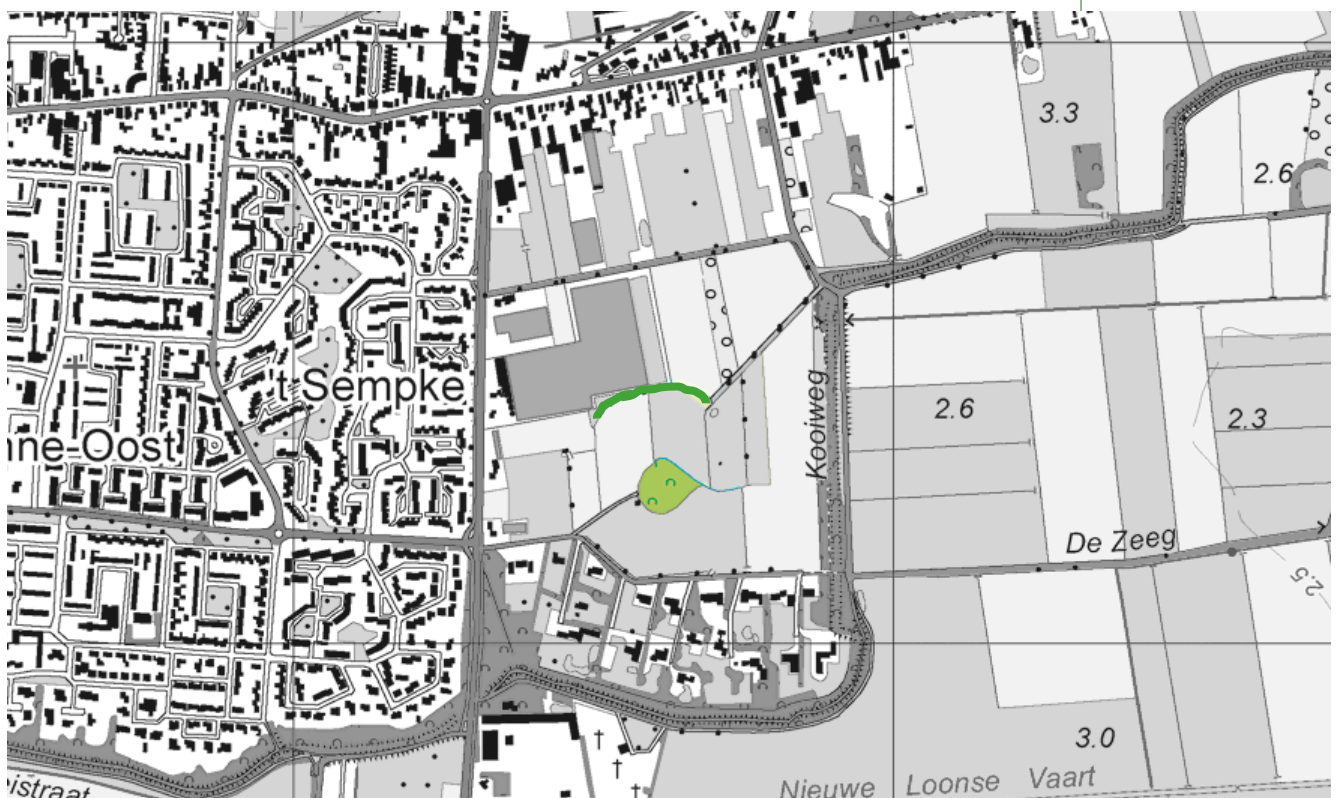 3.3
2.6
't Sempke
Kooiweg
2.6
2.3
nne-Oost
De Zeeg
2.5
3.0
Nieuwe Loonse Vaart
eistraat